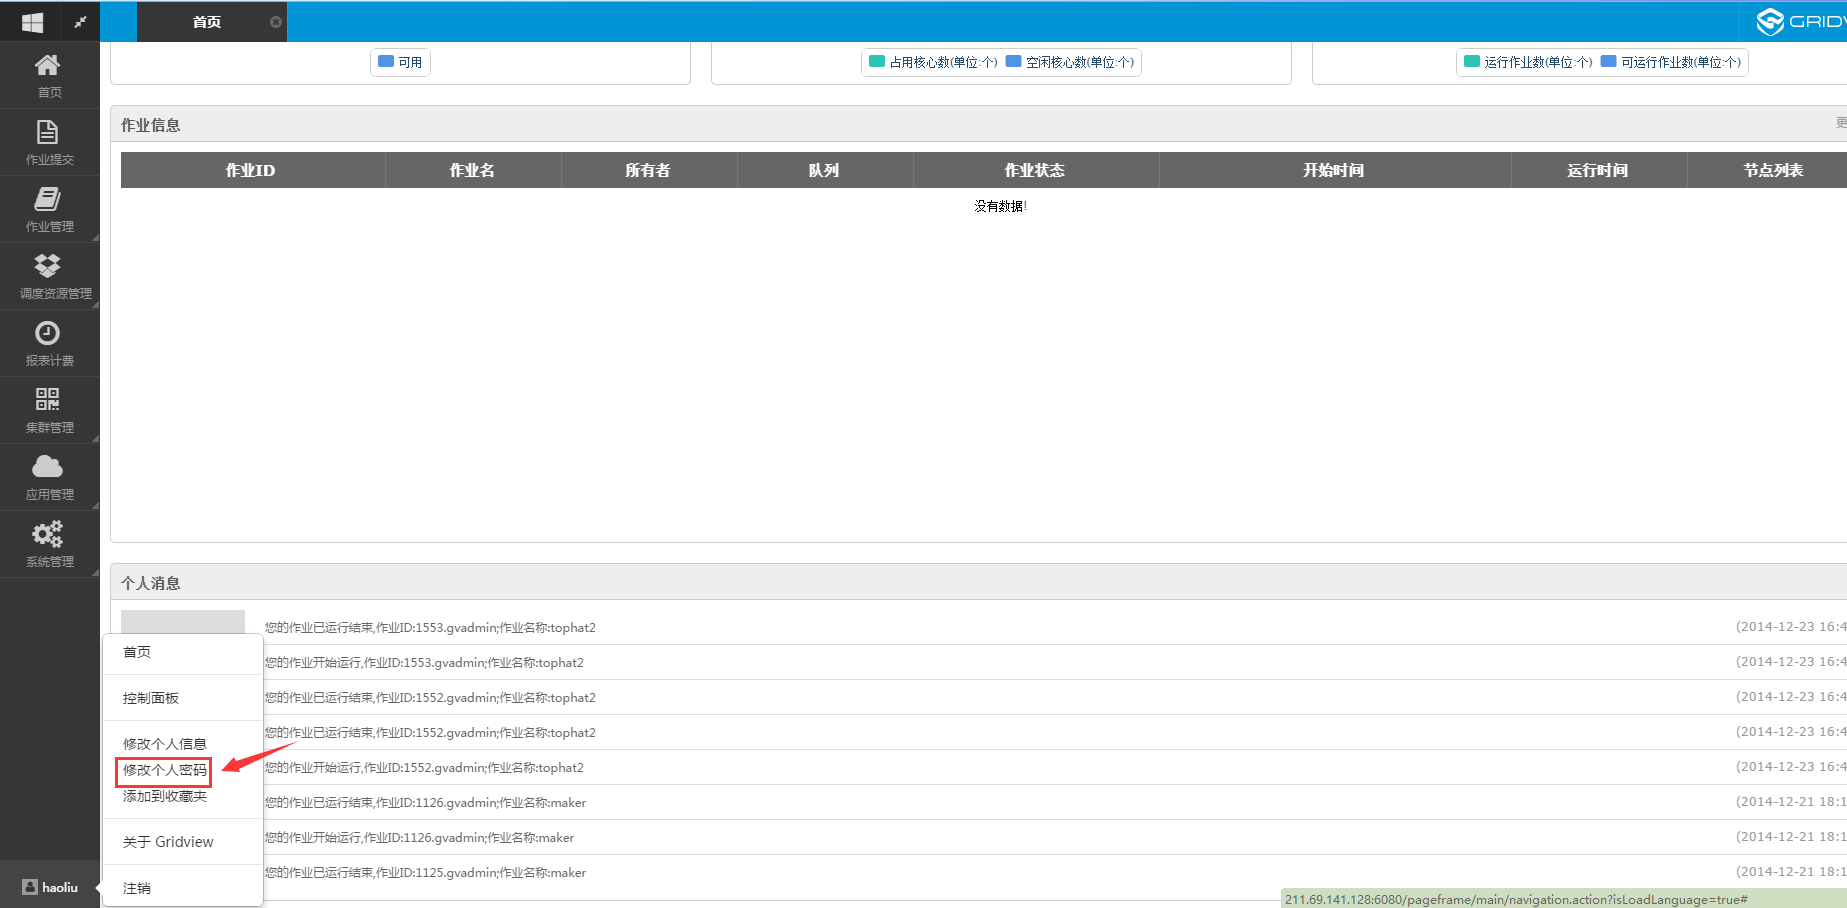 首页
GRIDV
首页
作业提交
作业管理
调度资源管理
报表计费
集群管理
应用管理
系统管理
haoliu
可用
占用核心数(单位:个) 空闲核心数(单位:个)
运行作业数(单位:个) 可运行作业数(单位:个)
作业信息
更
作业ID 作业名 所有者 队列 作业状态 开始时间 运行时间 节点列表
没有数据!
个人消息
您的作业已运行结束,作业ID:1553.gvadmin;作业名称:tophat2 (2014-12-23 16:4
您的作业开始运行,作业ID:1553.gvadmin;作业名称:tophat2 (2014-12-23 16:4
您的作业已运行结束,作业ID:1552.gvadmin;作业名称:tophat2 (2014-12-23 16:4
您的作业已运行结束,作业ID:1552.gvadmin;作业名称:tophat2 (2014-12-23 16:4
您的作业开始运行,作业ID:1552.gvadmin;作业名称:tophat2 (2014-12-23 16:4
您的作业已运行结束,作业ID:1126.gvadmin;作业名称:maker (2014-12-21 18:1
您的作业开始运行,作业ID:1126.gvadmin;作业名称:maker (2014-12-21 18:1
您的作业已运行结束,作业ID:1125.gvadmin;作业名称:maker (2014-12-21 18:1
首页
控制面板
修改个人信息
修改个人密码
添加到收藏夹
关于 Gridview
注销
211.69.141.128:6080/pageframe/main/navigation.action?isLoadLanguage=true#